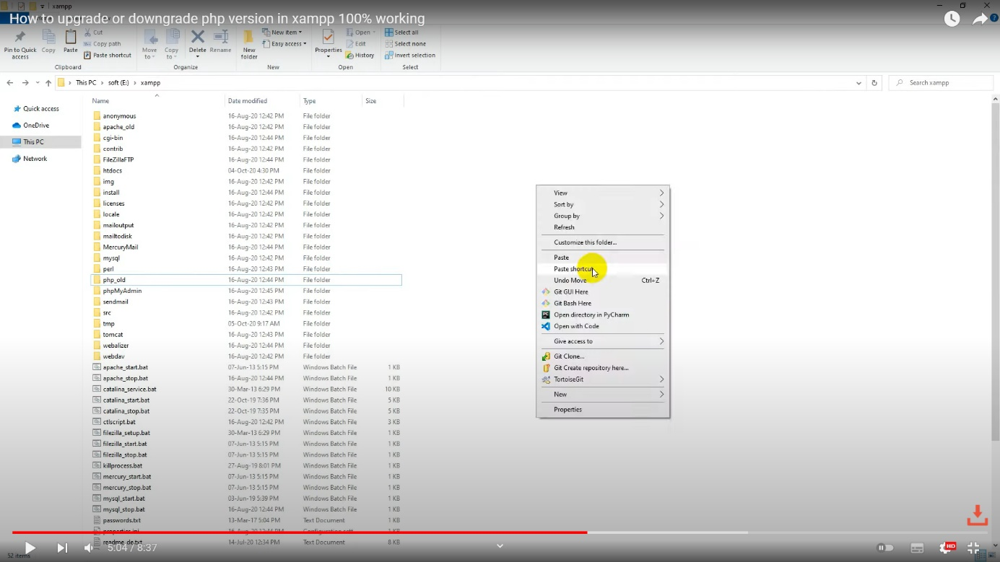 xampp
How to upgrade or downgrade php version in xampp 100% working
Pin to Quick access
Copy
Paste
Cut
Copy path
Paste shortcut
Clipboard
Move to
Copy to
Delete
Rename
Organize
New folder
New item
Easy access
New
Properties
Open
Edit
History
Open
Select all
Select none
Invert selection
Select
This PC > soft (E:) > xampp
Search xampp
Quick access
OneDrive
This PC
Network
Name Date modified Type Size
anonymous 16-Aug-20 12:42 PM File folder
apache_old 16-Aug-20 12:42 PM File folder
cgi-bin 16-Aug-20 12:44 PM File folder
contrib 16-Aug-20 12:42 PM File folder
FileZillaFTP 16-Aug-20 12:44 PM File folder
htdocs 04-Oct-20 4:30 PM File folder
img 16-Aug-20 12:42 PM File folder
install 16-Aug-20 12:44 PM File folder
licenses 16-Aug-20 12:42 PM File folder
locale 16-Aug-20 12:42 PM File folder
mailoutput 16-Aug-20 12:42 PM File folder
mailtodisk 16-Aug-20 12:42 PM File folder
MercuryMail 16-Aug-20 12:44 PM File folder
mysql 16-Aug-20 12:42 PM File folder
perl 16-Aug-20 12:43 PM File folder
php_old 16-Aug-20 12:44 PM File folder
phpMyAdmin 16-Aug-20 12:45 PM File folder
sendmail 16-Aug-20 12:43 PM File folder
src 16-Aug-20 12:42 PM File folder
tmp 05-Oct-20 9:17 AM File folder
tomcat 16-Aug-20 12:43 PM File folder
webalizer 16-Aug-20 12:44 PM File folder
webdav 16-Aug-20 12:42 PM File folder
apache_start.bat 07-Jun-13 5:15 PM Windows Batch File 1 KB
apache_stop.bat 16-Aug-20 12:44 PM Windows Batch File 1 KB
catalina_service.bat 30-Mar-13 6:29 PM Windows Batch File 10 KB
catalina_start.bat 22-Oct-19 7:36 PM Windows Batch File 5 KB
catalina_stop.bat 22-Oct-19 7:35 PM Windows Batch File 5 KB
ctlscript.bat 16-Aug-20 12:42 PM Windows Batch File 3 KB
filezilla_setup.bat 30-Mar-13 6:29 PM Windows Batch File 1 KB
filezilla_start.bat 07-Jun-13 5:15 PM Windows Batch File 1 KB
filezilla_stop.bat 07-Jun-13 5:15 PM Windows Batch File 1 KB
killprocess.bat 27-Aug-19 8:01 PM Windows Batch File 1 KB
mercury_start.bat 07-Jun-13 5:15 PM Windows Batch File 1 KB
mercury_stop.bat 07-Jun-13 5:15 PM Windows Batch File 1 KB
mysql_start.bat 03-Jun-19 5:39 PM Windows Batch File 1 KB
mysql_stop.bat 16-Aug-20 12:44 PM Windows Batch File 1 KB
passwords.txt 13-Mar-17 5:04 PM Text Document 1 KB
readme_de.txt 14-Jul-20 12:34 PM Text Document 8 KB
View
Sort by
Group by
Refresh
Customize this folder...
Paste
Paste shortcut
Undo Move Ctrl+Z
Git GUI Here
Git Bash Here
Open directory in PyCharm
Open with Code
Give access to
Git Clone...
Git Create repository here...
TortoiseGit
New
Properties
5:04 / 8:37
HD
52 items